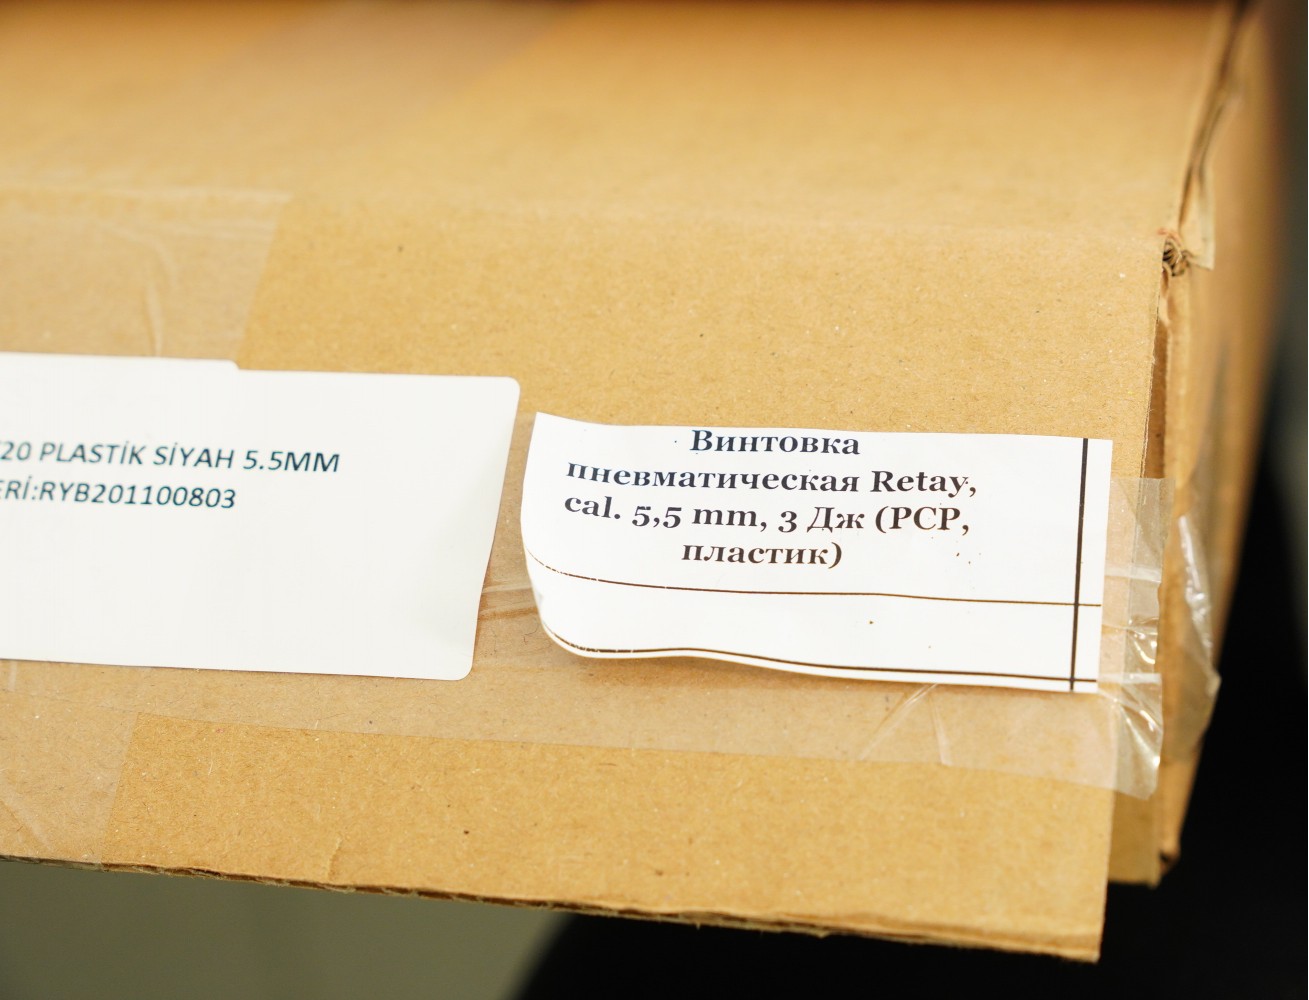 20 PLASTİK SİYAH 5.5MM
ERİ:RYB201100803
Винтовка
пневматическая Retay,
cal. 5,5 mm, 3 Дж (PCP,
пластик)